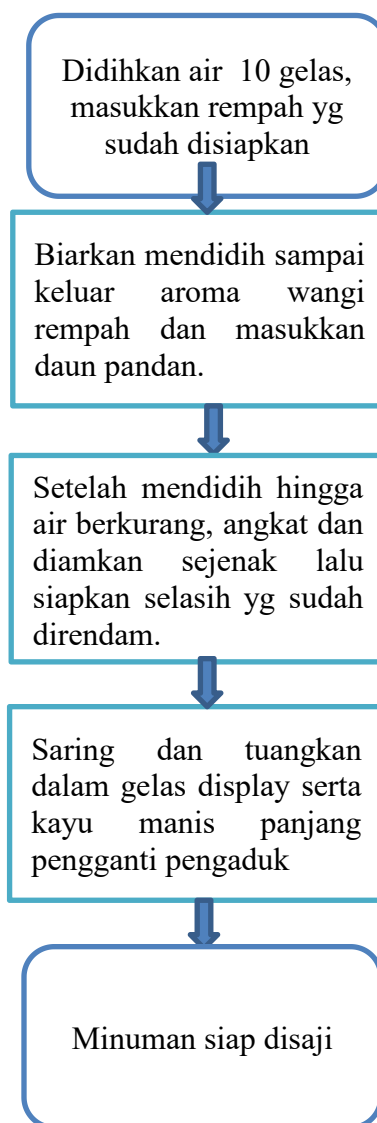 Didihkan air 10 gelas,
masukkan rempah yg
sudah disiapkan
Biarkan mendidih sampai
keluar aroma wangi
rempah dan masukkan
daun pandan.
Setelah mendidih hingga
air berkurang, angkat dan
diamkan sejenak lalu
siapkan selasih yg sudah
direndam.
Saring dan tuangkan
dalam gelas display serta
kayu manis panjang
pengganti pengaduk
Minuman siap disaji